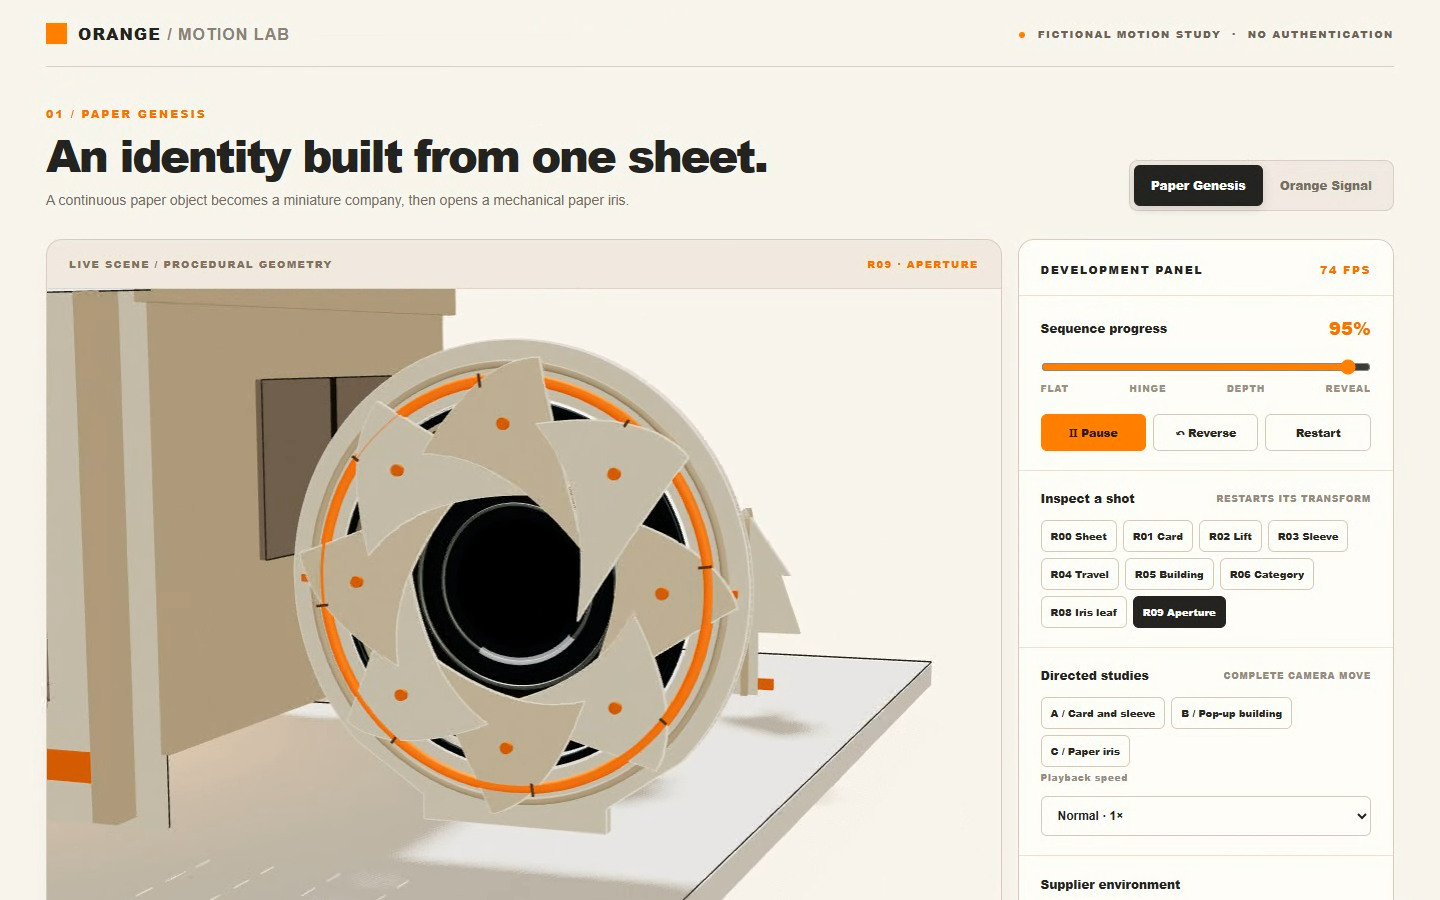 ORANGE / MOTION LAB
FICTIONAL MOTION STUDY · NO AUTHENTICATION
01 / PAPER GENESIS
An identity built from one sheet.
A continuous paper object becomes a miniature company, then opens a mechanical paper iris.
Paper Genesis
Orange Signal
LIVE SCENE / PROCEDURAL GEOMETRY
R09 · APERTURE
DEVELOPMENT PANEL
74 FPS
Sequence progress
95%
FLAT
HINGE
DEPTH
REVEAL
II Pause
↶ Reverse
Restart
Inspect a shot
RESTARTS ITS TRANSFORM
R00 Sheet
R01 Card
R02 Lift
R03 Sleeve
R04 Travel
R05 Building
R06 Category
R08 Iris leaf
R09 Aperture
Directed studies
COMPLETE CAMERA MOVE
A / Card and sleeve
B / Pop-up building
C / Paper iris
Playback speed
Normal · 1×
Supplier environment